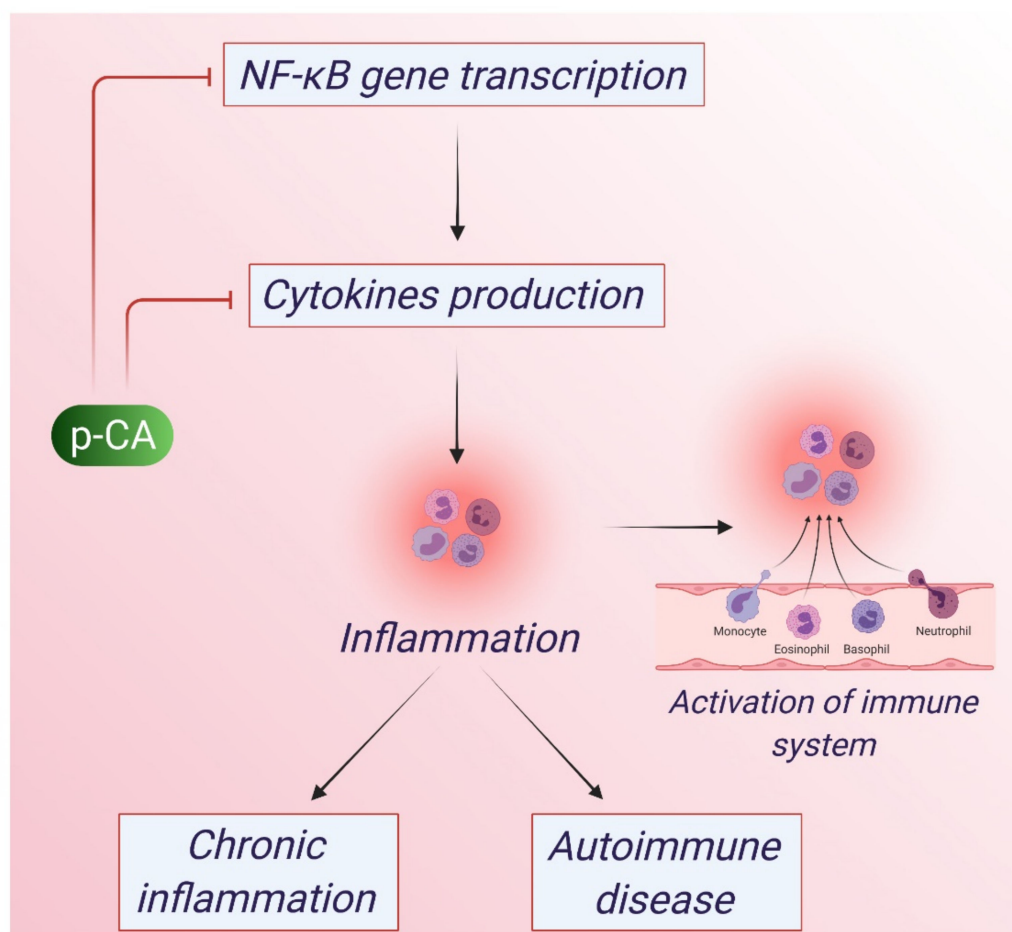 NF-κB gene transcription
Cytokines production
p-CA
Inflammation
Monocyte
Eosinophil
Basophil
Neutrophil
Activation of immune
system
Chronic
inflammation
Autoimmune
disease